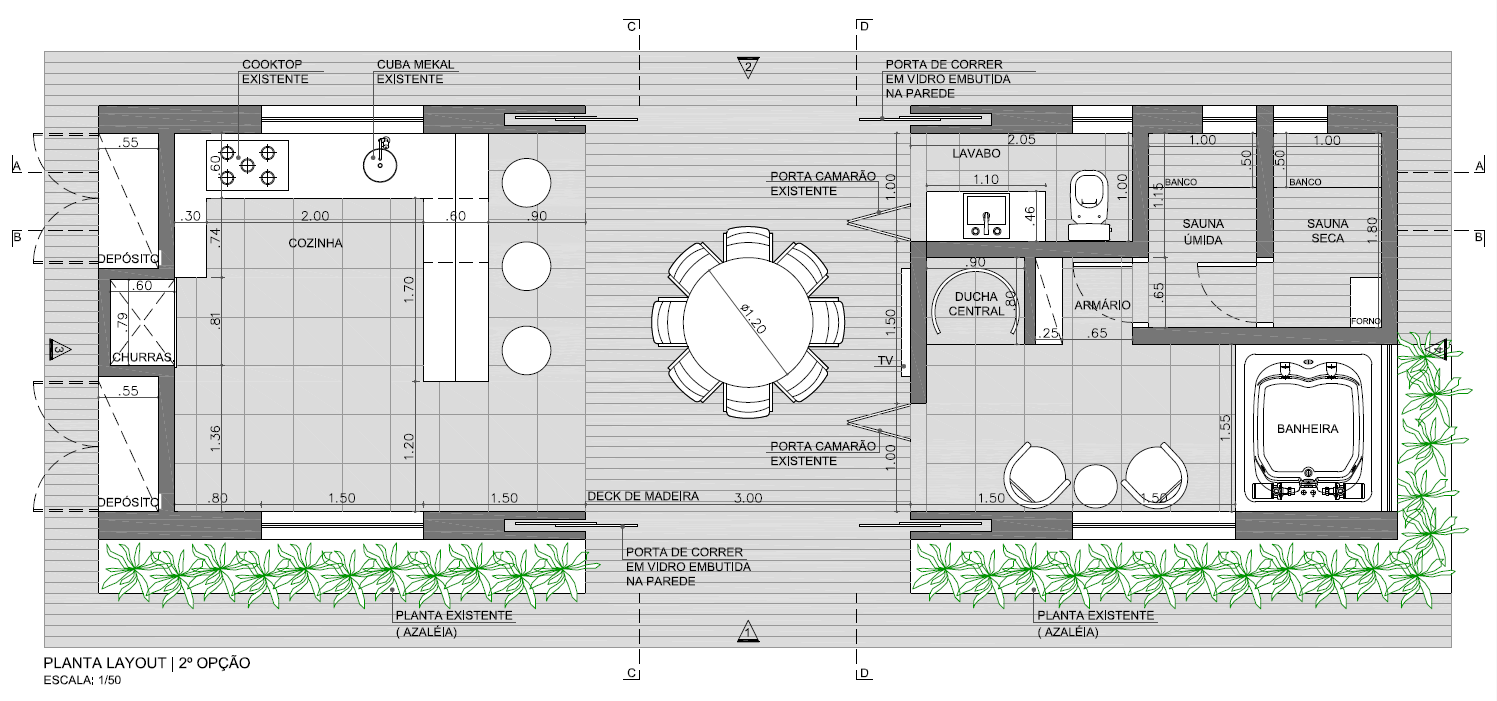 C
D
COOKTOP
EXISTENTE
CUBA MEKAL
EXISTENTE
2
PORTA DE CORRER
EM VIDRO EMBUTIDA
NA PAREDE
.55
.60
2.05
1.00
1.00
A
A
LAVABO
.50
.50
PORTA CAMARÃO
EXISTENTE
1.00
1.10
1.00
1.15
BANCO
BANCO
.30
2.00
.60
.90
.46
SAUNA
ÚMIDA
SAUNA
SECA
1.80
B
B
COZINHA
.74
DEPÓSITO
.90
.60
1.70
DUCHA
CENTRAL
.80
ARMÁRIO
.65
.79
.81
ø1.20
1.50
FORNO
.25
.65
3
CHURRAS.
TV
4
.55
1.36
1.20
PORTA CAMARÃO
EXISTENTE
1.00
1.55
BANHEIRA
DEPÓSITO
.80
1.50
1.50
DECK DE MADEIRA
3.00
1.50
1.50
PORTA DE CORRER
EM VIDRO EMBUTIDA
NA PAREDE
PLANTA EXISTENTE
( AZALÉIA)
1
PLANTA EXISTENTE
( AZALÉIA)
PLANTA LAYOUT | 2º OPÇÃO
ESCALA: 1/50
C
D